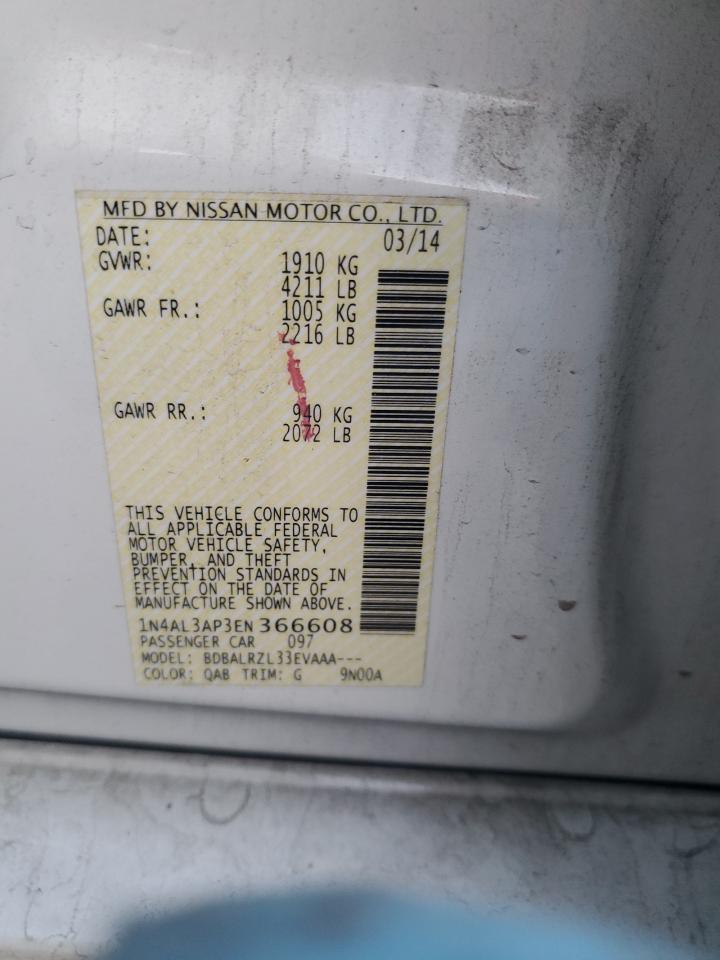 MFD BY NISSAN MOTOR CO., LTD.
DATE: 03/14
GVWR: 1910 KG
4211 LB
GAWR FR.: 1005 KG
2216 LB
GAWR RR.: 940 KG
2072 LB
THIS VEHICLE CONFORMS TO
ALL APPLICABLE FEDERAL
MOTOR VEHICLE SAFETY,
BUMPER, AND THEFT
PREVENTION STANDARDS IN
EFFECT ON THE DATE OF
MANUFACTURE SHOWN ABOVE.
1N4AL3AP3EN366608
PASSENGER CAR 097
MODEL: BDBALRZL33EVAAA---
COLOR: QAB TRIM: G 9N00A